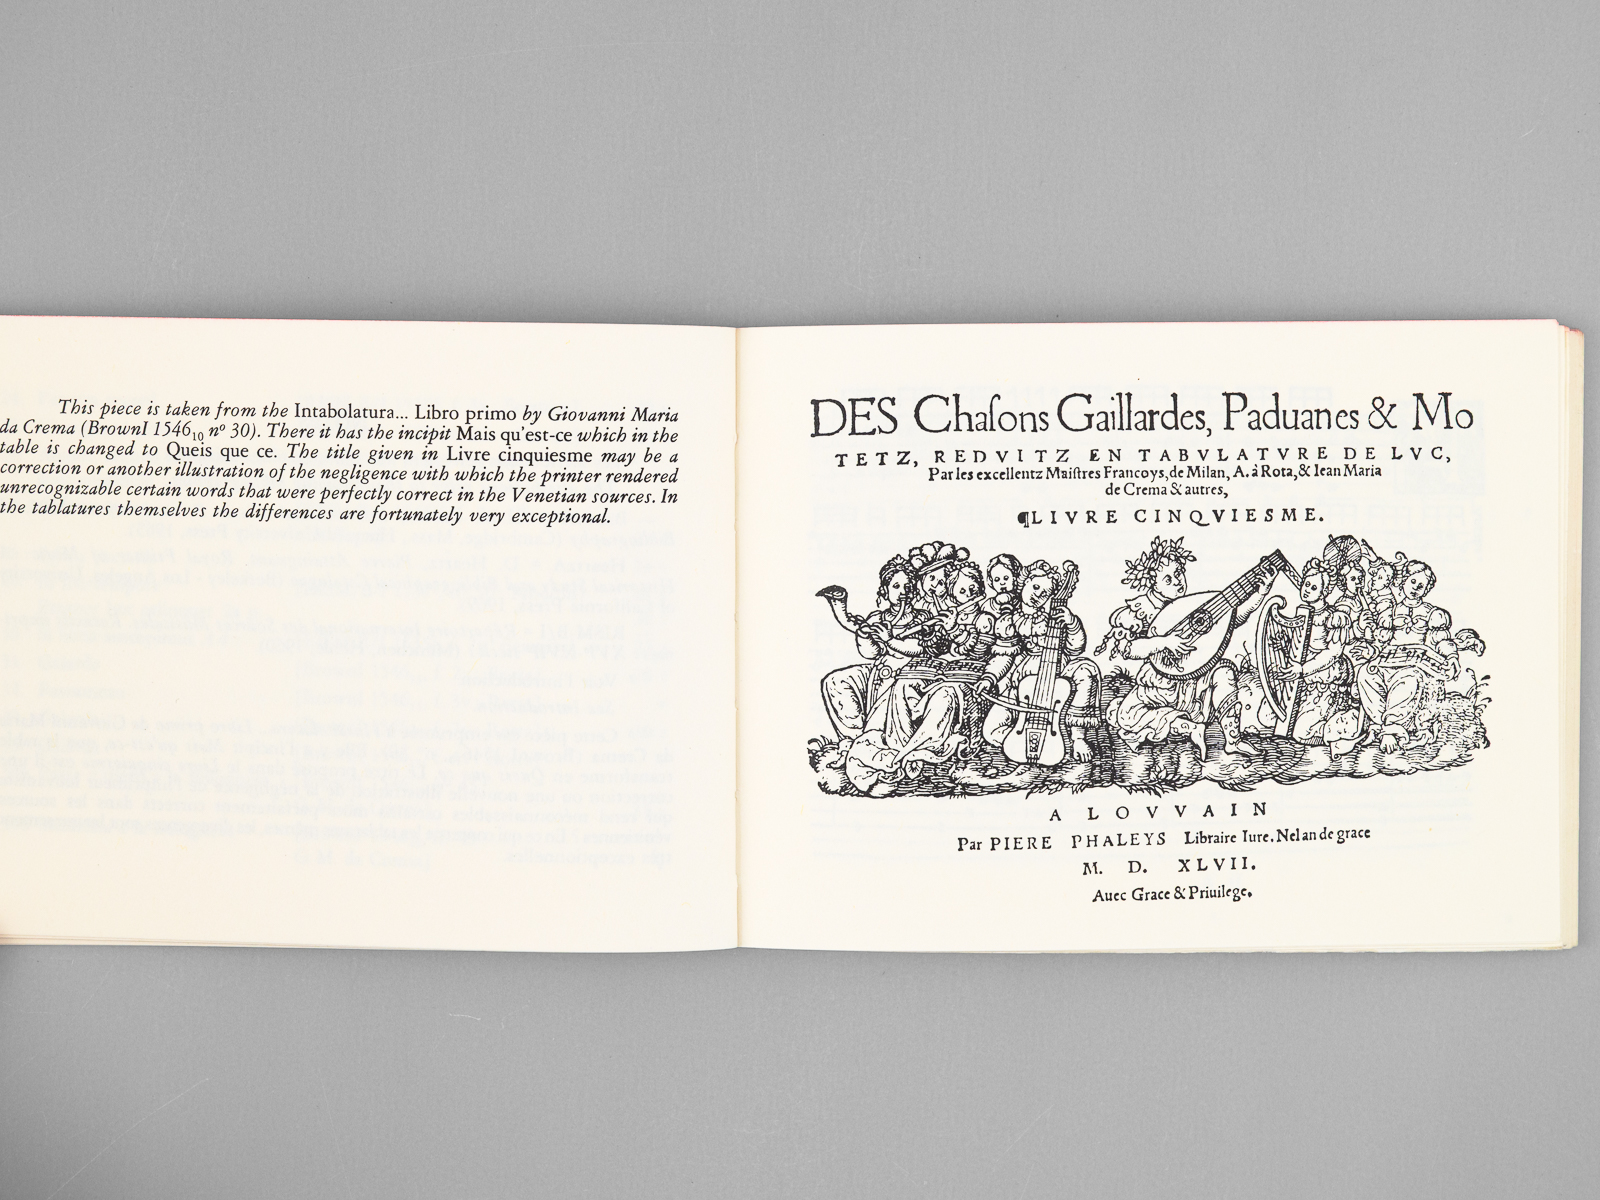 This piece is taken from the Intabolatura... Libro primo by Giovanni Maria
da Crema (BrownI 1546₁₀ nº 30). There it has the incipit Mais qu'est-ce which in the
table is changed to Queis que ce. The title given in Livre cinquiesme may be a
correction or another illustration of the negligence with which the printer rendered
unrecognizable certain words that were perfectly correct in the Venetian sources. In
the tablatures themselves the differences are fortunately very exceptional.
DES Chaſons Gaillardes, Paduanes & Mo
TETZ, REDVITZ EN TABVLATVRE DE LVC,
Par les excellentz Maiſtres Francoys, de Milan, A. à Rota, & Iean Maria
de Crema & autres,
¶LIVRE CINQVIESME.
A LOVVAIN
Par PIERE PHALEYS Libraire Iure. Nel an de grace
M. D. XLVII.
Auec Grace & Priuilege.